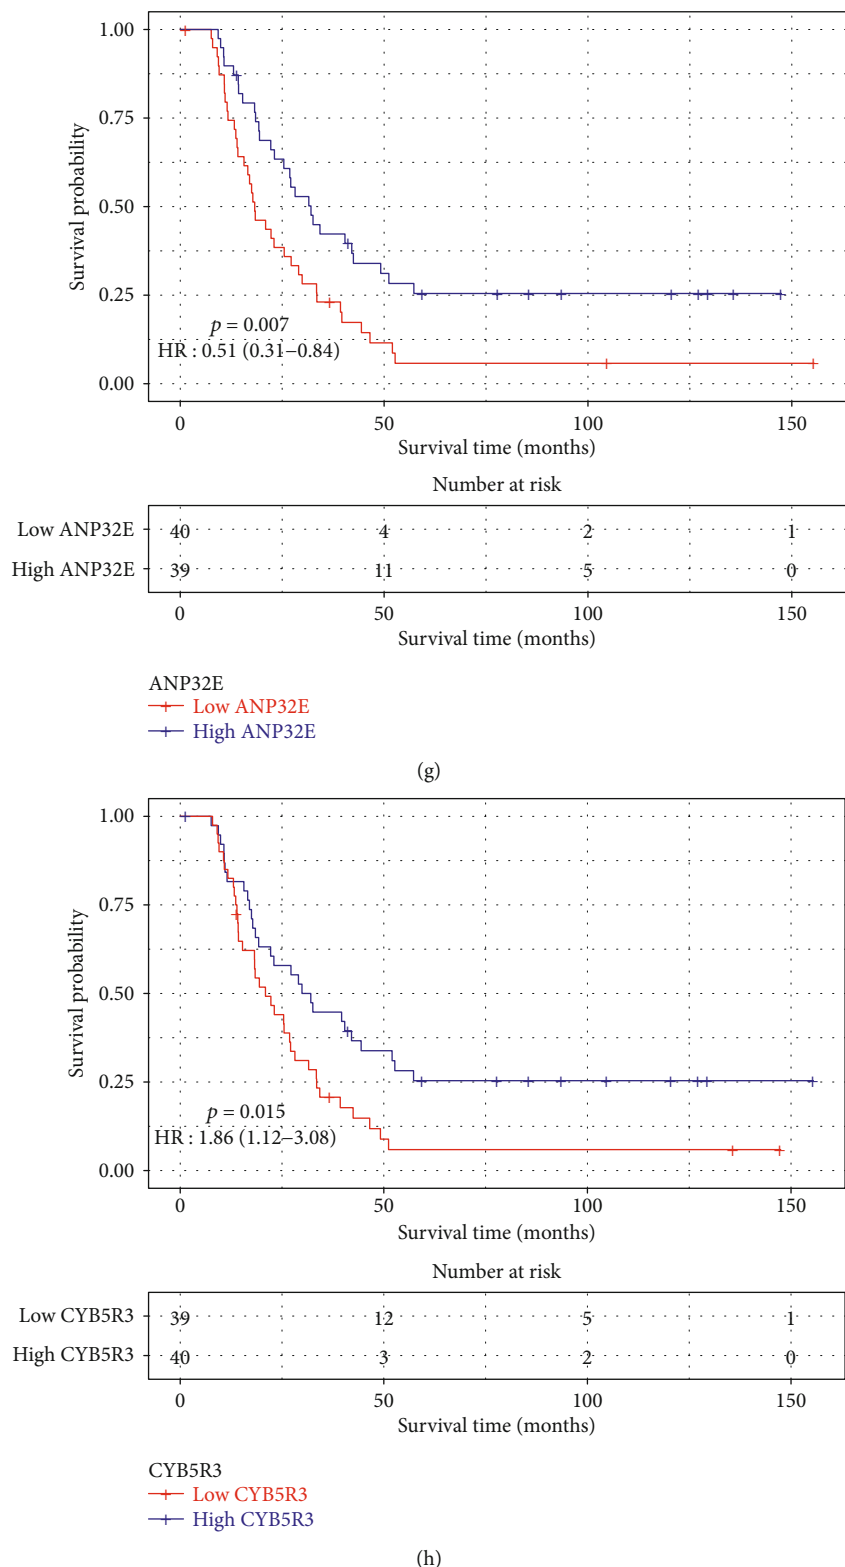 1.00
0.75
0.50
0.25
0.00
Survival probability
p = 0.007
HR : 0.51 (0.31–0.84)
0 50 100 150
Survival time (months)
Number at risk
Low ANP32E 40 4 2 1
High ANP32E 39 11 5 0
0 50 100 150
Survival time (months)
ANP32E
Low ANP32E
High ANP32E
(g)
1.00
0.75
0.50
0.25
0.00
Survival probability
p = 0.015
HR : 1.86 (1.12–3.08)
0 50 100 150
Survival time (months)
Number at risk
Low CYB5R3 39 12 5 1
High CYB5R3 40 3 2 0
0 50 100 150
Survival time (months)
CYB5R3
Low CYB5R3
High CYB5R3
(h)